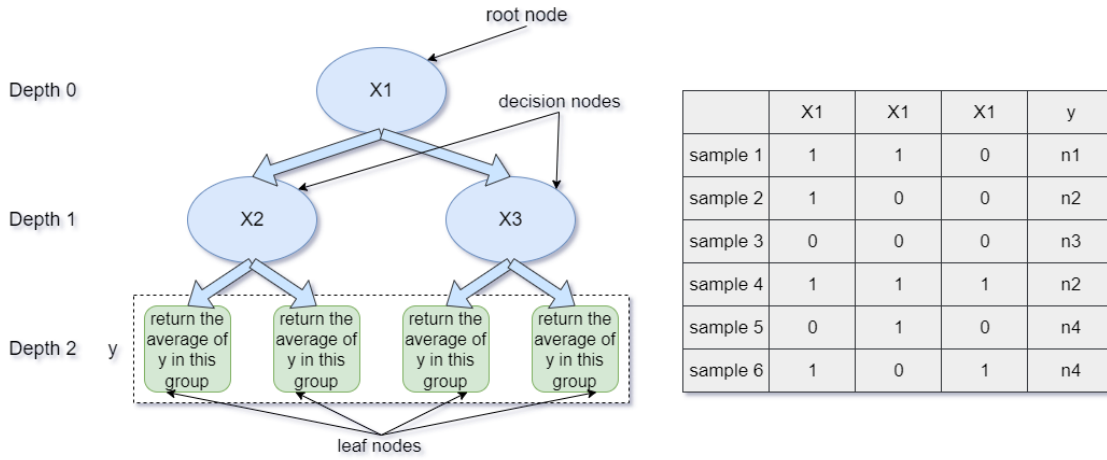 root node
Depth 0
X1
decision nodes
Depth 1
X2
X3
Depth 2
y
return the
average of
y in this
group
return the
average of
y in this
group
return the
average of
y in this
group
return the
average of
y in this
group
leaf nodes
X1 X1 X1 y
sample 1 1 1 0 n1
sample 2 1 0 0 n2
sample 3 0 0 0 n3
sample 4 1 1 1 n2
sample 5 0 1 0 n4
sample 6 1 0 1 n4